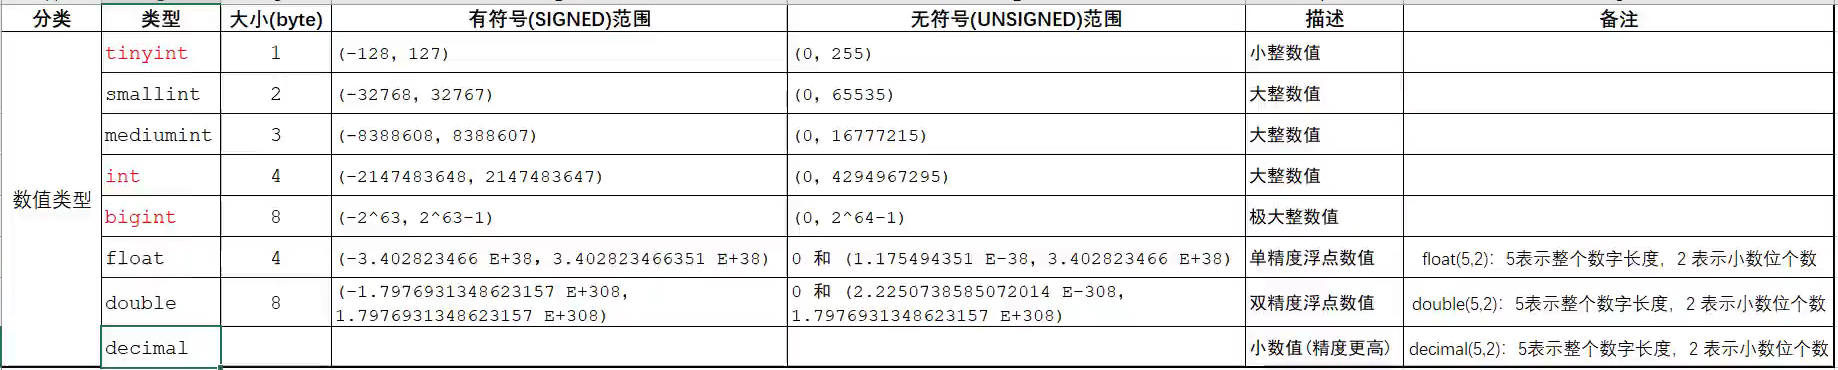 分类 类型 大小(byte) 有符号(SIGNED)范围 无符号(UNSIGNED)范围 描述 备注
数值类型
tinyint 1 (-128, 127) (0, 255) 小整数值
smallint 2 (-32768, 32767) (0, 65535) 大整数值
mediumint 3 (-8388608, 8388607) (0, 16777215) 大整数值
int 4 (-2147483648, 2147483647) (0, 4294967295) 大整数值
bigint 8 (-2^63, 2^63-1) (0, 2^64-1) 极大整数值
float 4 (-3.402823466 E+38, 3.402823466351 E+38) 0 和 (1.175494351 E-38, 3.402823466 E+38) 单精度浮点数值 float(5,2)：5表示整个数字长度，2 表示小数位个数
double 8 (-1.7976931348623157 E+308,
1.7976931348623157 E+308) 0 和 (2.2250738585072014 E-308,
1.7976931348623157 E+308) 双精度浮点数值 double(5,2)：5表示整个数字长度，2 表示小数位个数
decimal 小数值(精度更高) decimal(5,2)：5表示整个数字长度，2 表示小数位个数